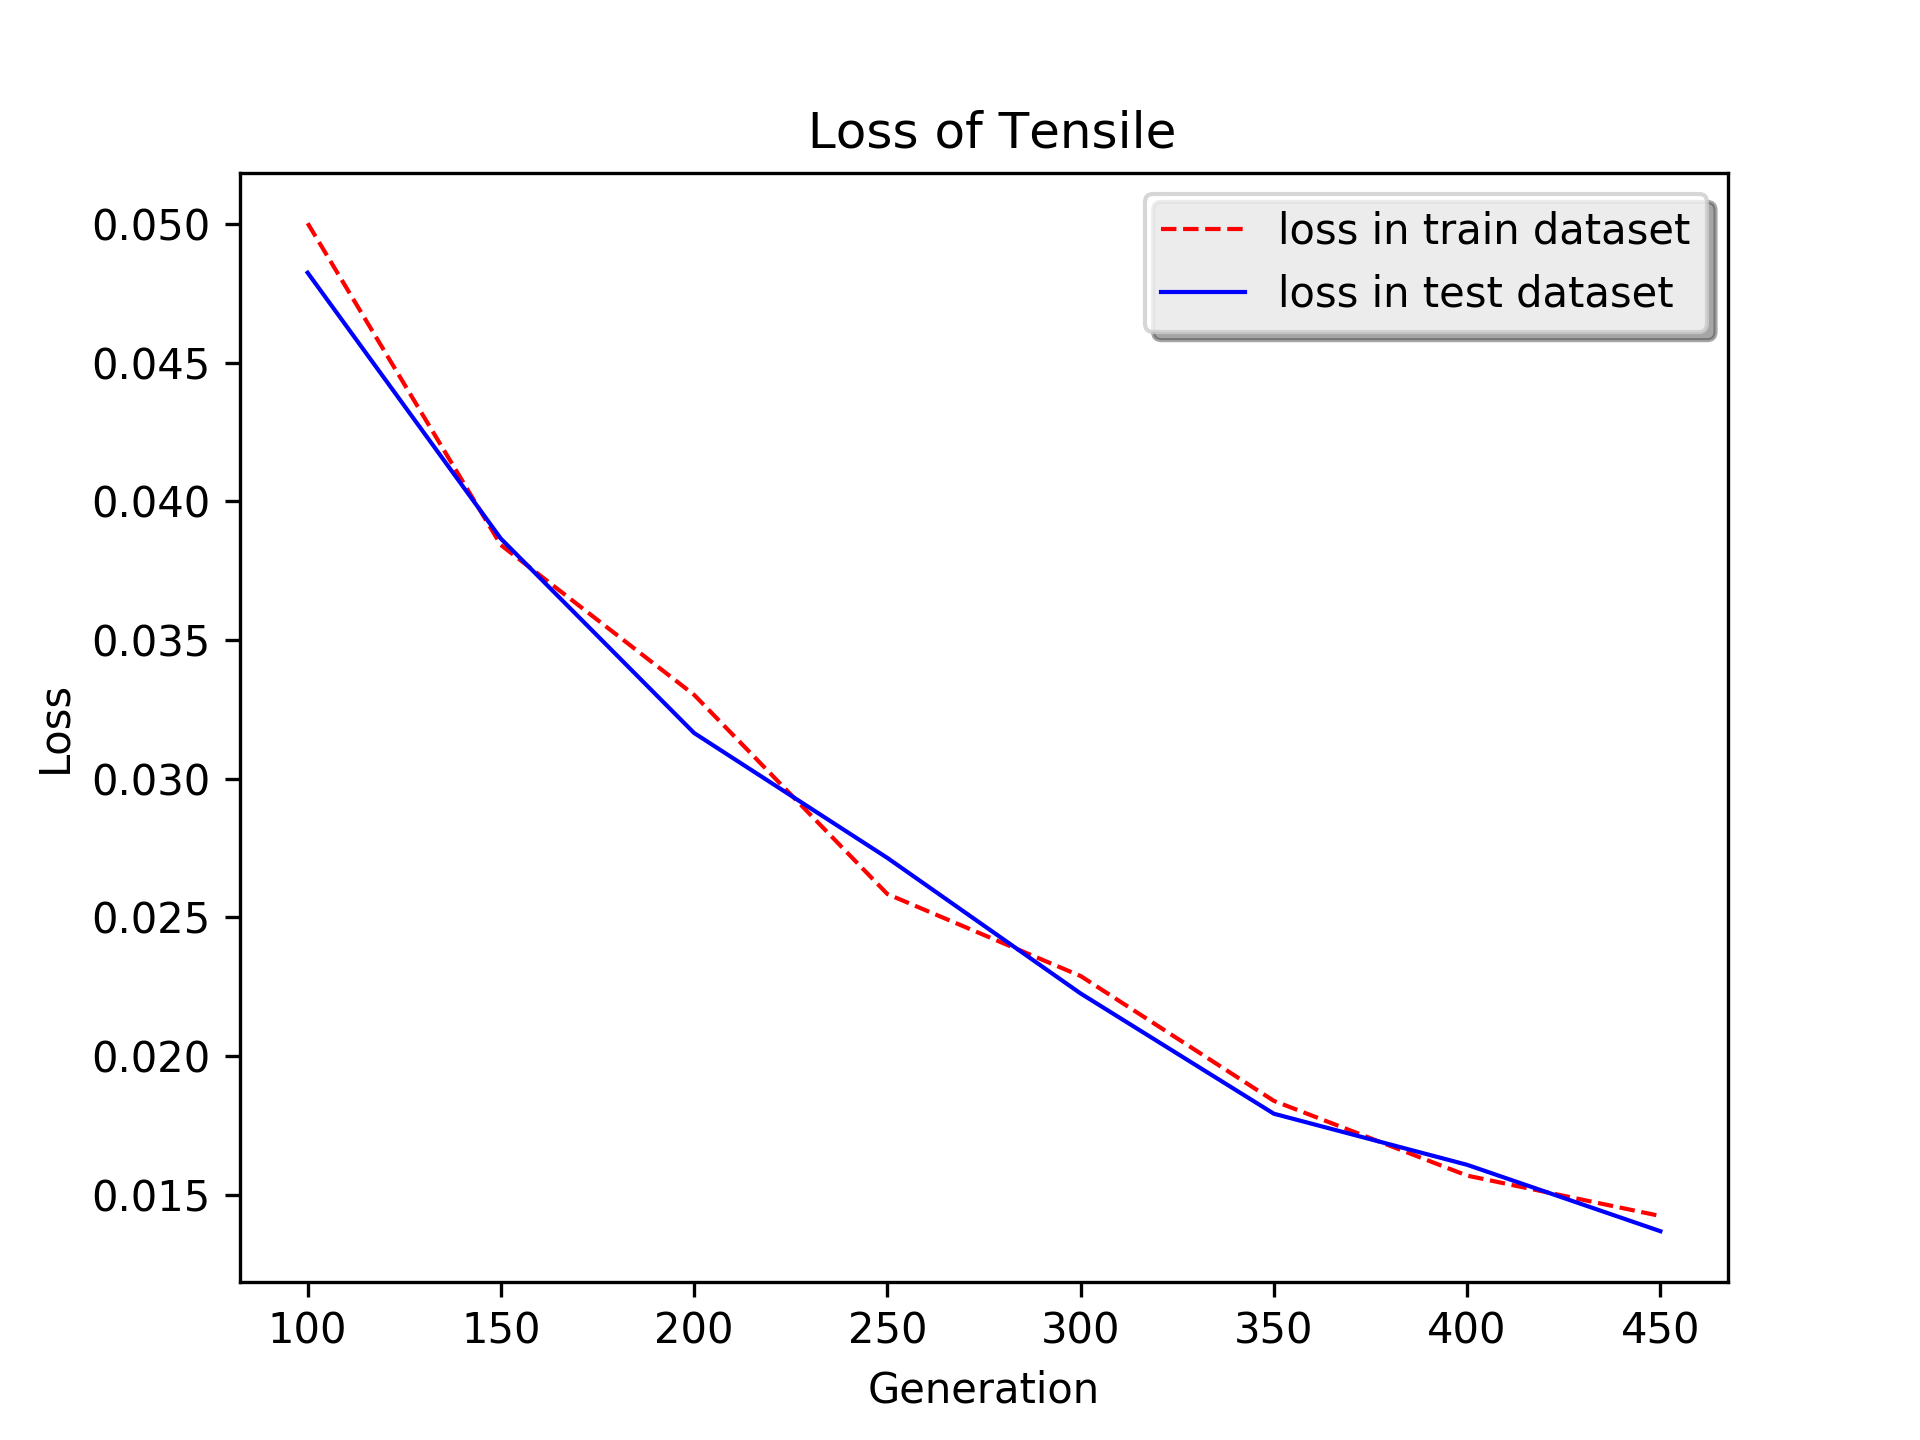 Loss of Tensile
loss in train dataset
loss in test dataset
0.050
0.045
0.040
0.035
0.030
0.025
0.020
0.015
Loss
100 150 200 250 300 350 400 450
Generation